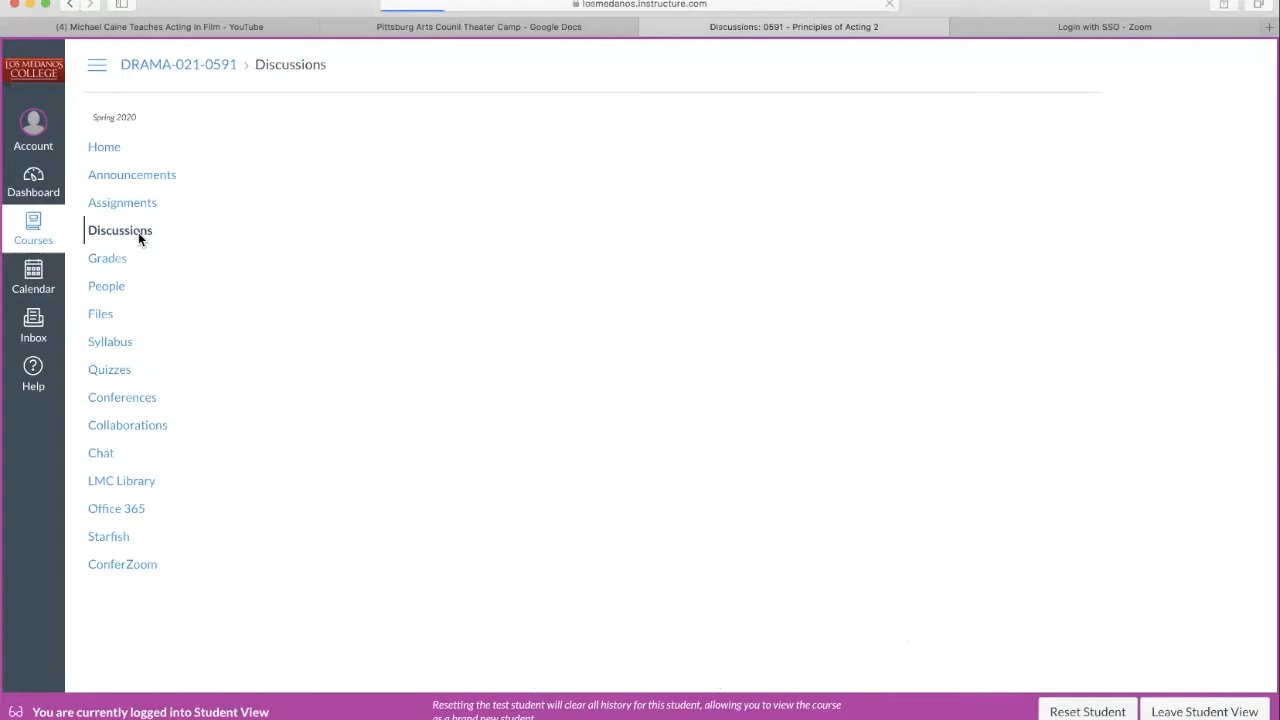 losmedanos.instructure.com
(4) Michael Caine Teaches Acting In Film - YouTube
Pittsburg Arts Counil Theater Camp - Google Docs
Discussions: 0591 - Principles of Acting 2
Login with SSO - Zoom
LOS MEDANOS
COLLEGE
DRAMA-021-0591 › Discussions
Account
Dashboard
Courses
Calendar
Inbox
Help
Spring 2020
Home
Announcements
Assignments
Discussions
Grades
People
Files
Syllabus
Quizzes
Conferences
Collaborations
Chat
LMC Library
Office 365
Starfish
ConferZoom
You are currently logged into Student View
Resetting the test student will clear all history for this student, allowing you to view the course
as a brand new student.
Reset Student
Leave Student View